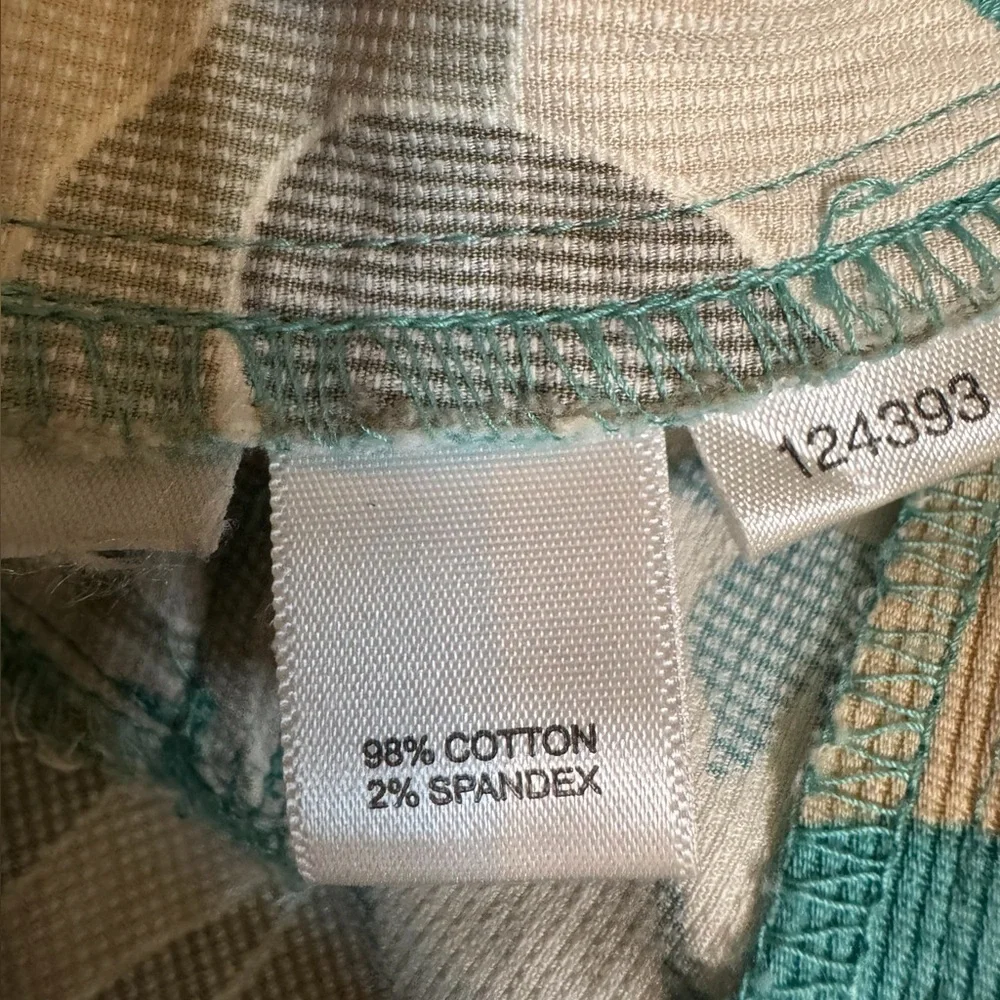 124393
98% COTTON
2% SPANDEX